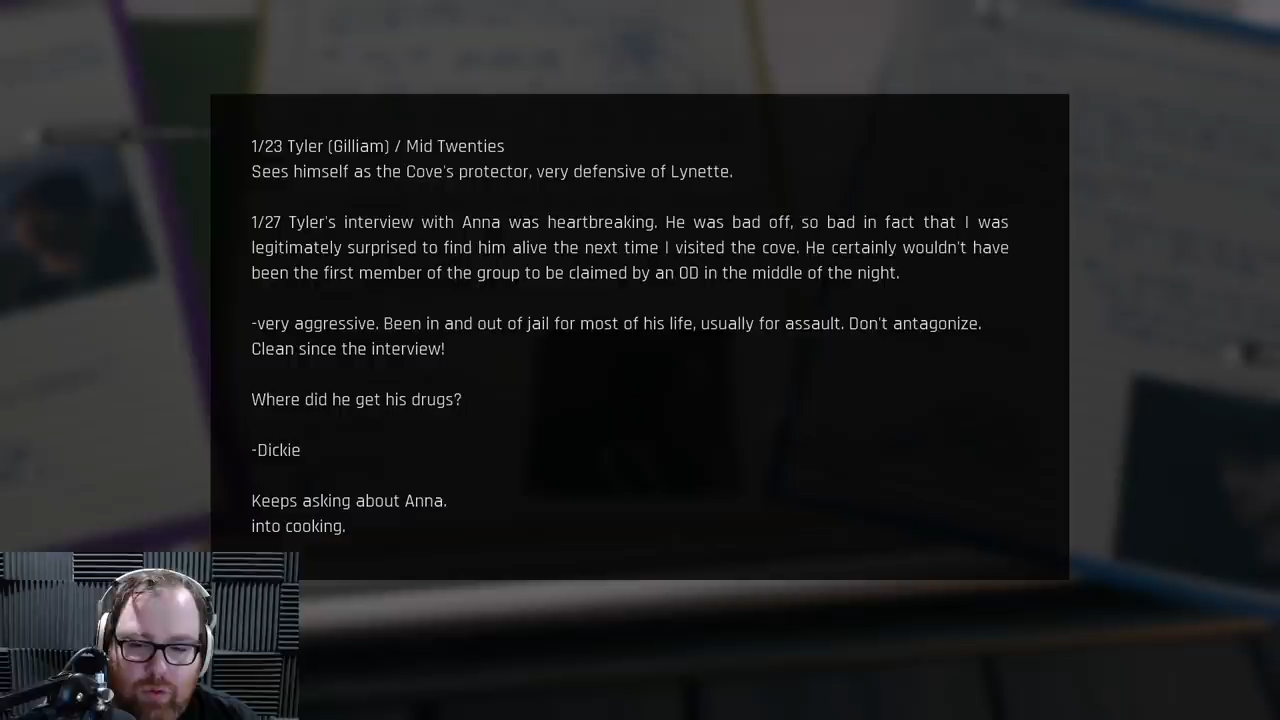 1/23 Tyler (Gilliam) / Mid Twenties
Sees himself as the Cove's protector, very defensive of Lynette.
1/27 Tyler's interview with Anna was heartbreaking. He was bad off, so bad in fact that I was
legitimately surprised to find him alive the next time I visited the cove. He certainly wouldn't have
been the first member of the group to be claimed by an OD in the middle of the night.
-very aggressive. Been in and out of jail for most of his life, usually for assault. Don't antagonize.
Clean since the interview!
Where did he get his drugs?
-Dickie
Keeps asking about Anna.
into cooking.